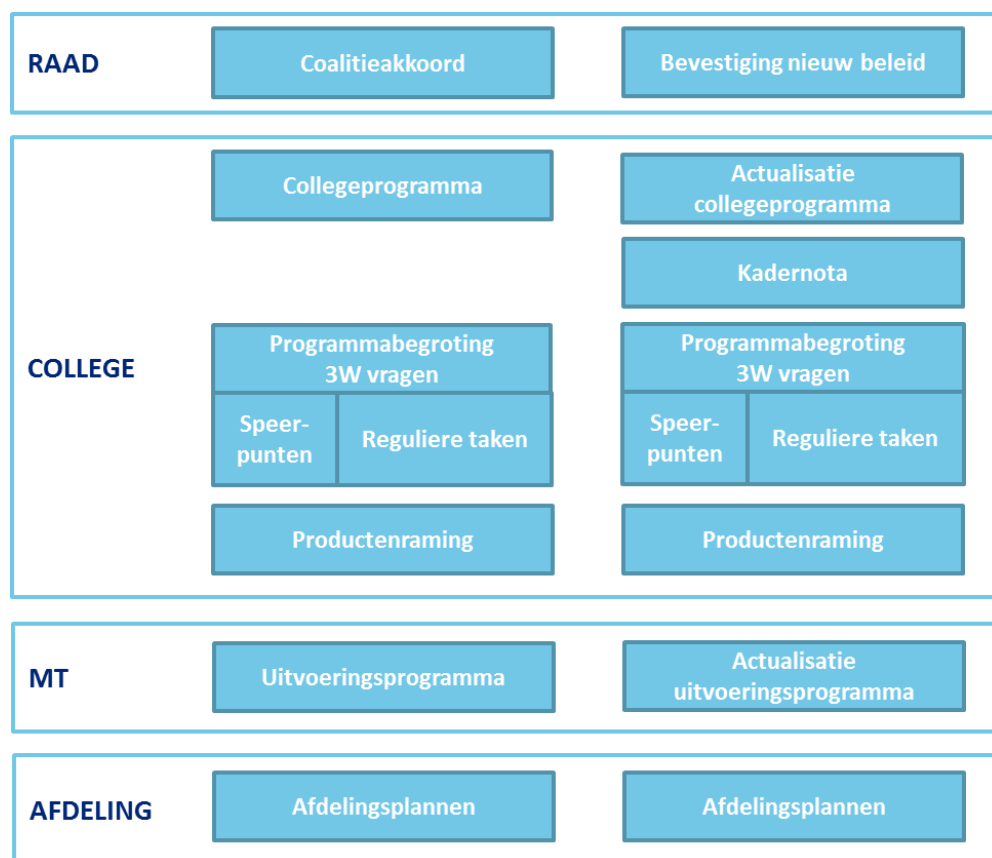 RAAD
Coalitieakkoord
Bevestiging nieuw beleid
COLLEGE
Collegeprogramma
Actualisatie
collegeprogramma
Kadernota
Programmabegroting
3W vragen
Speer-
punten
Reguliere taken
Programmabegroting
3W vragen
Speer-
punten
Reguliere taken
Productenraming
Productenraming
MT
Uitvoeringsprogramma
Actualisatie
uitvoeringsprogramma
AFDELING
Afdelingsplannen
Afdelingsplannen